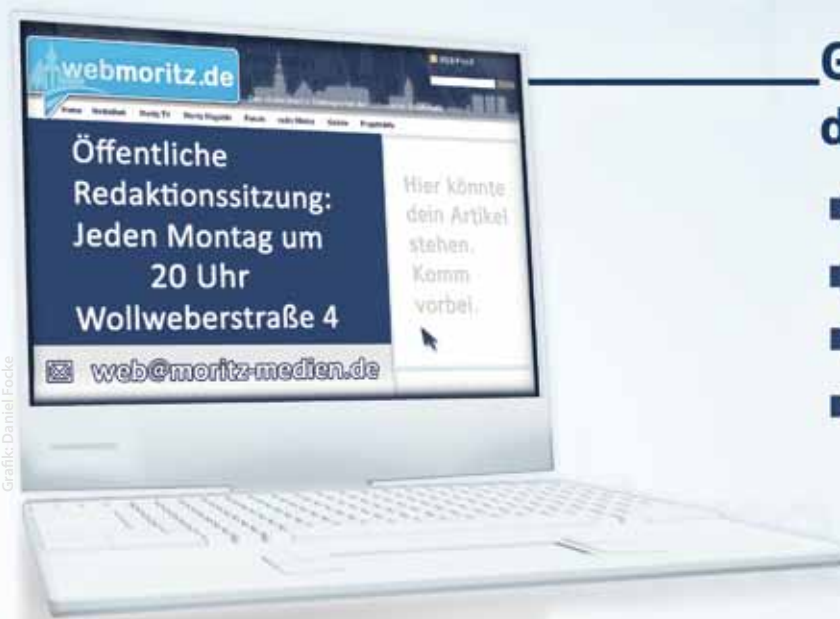 webmoritz.de
Öffentliche
Redaktionssitzung:
Jeden Montag um
20 Uhr
Wollweberstraße 4
web@moritz-medien.de
Hier könnte
dein Artikel
stehen.
Komm
vorbei.
Grafik: Daniel Focke
G
d